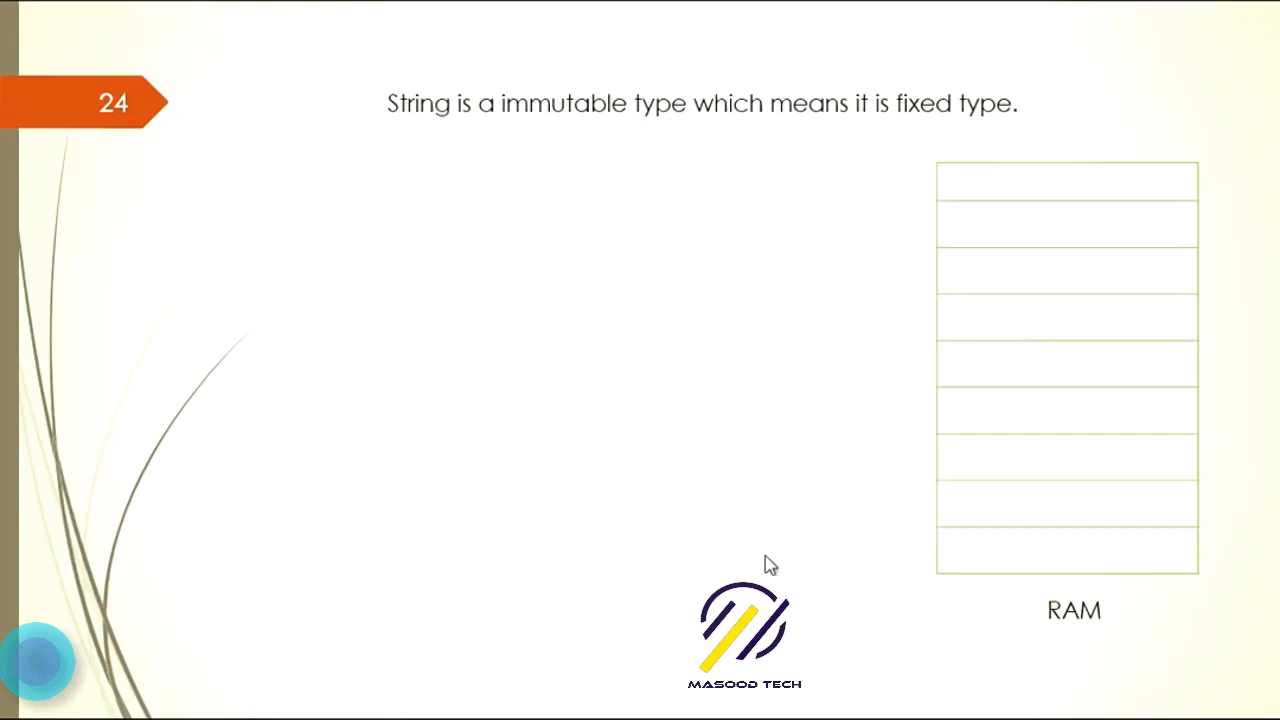 24
String is a immutable type which means it is fixed type.
RAM
MASOOD TECH